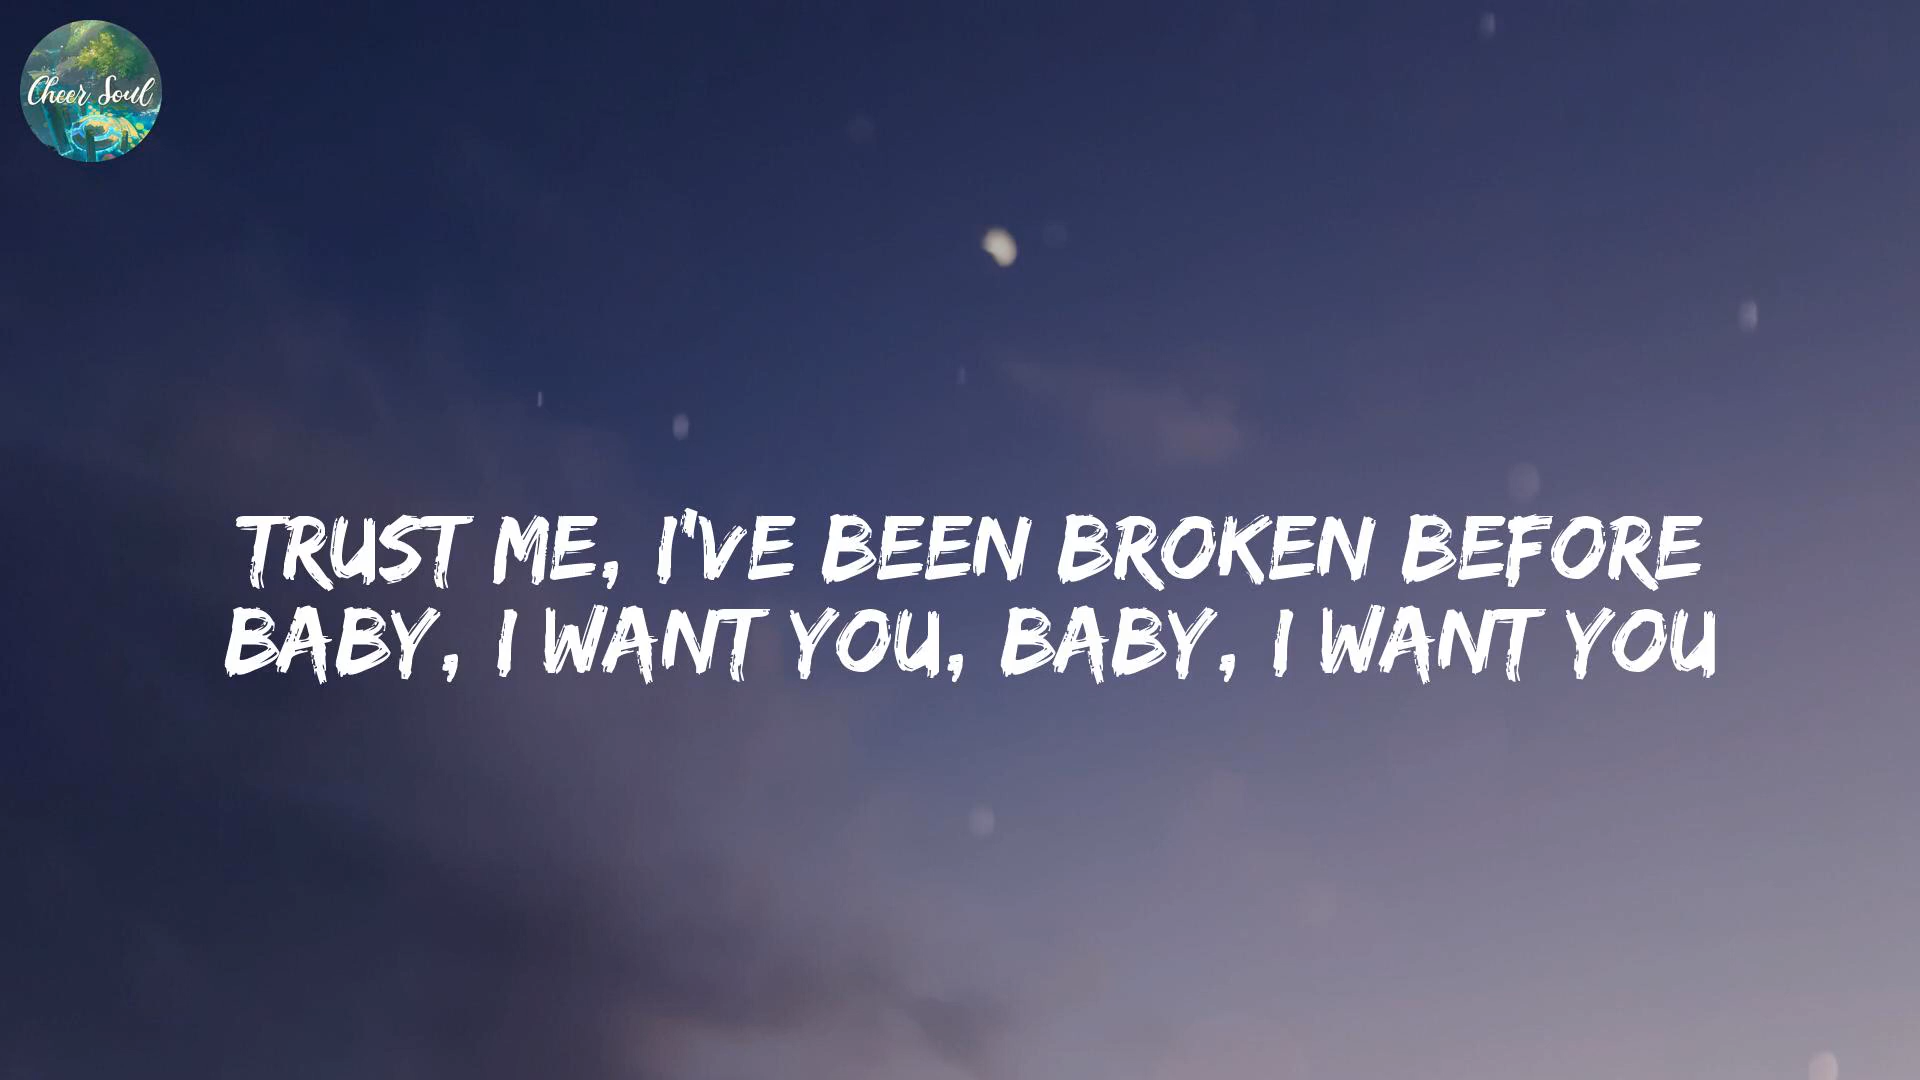 Cheer Soul
TRUST ME, I'VE BEEN BROKEN BEFORE
BABY, I WANT YOU, BABY, I WANT YOU